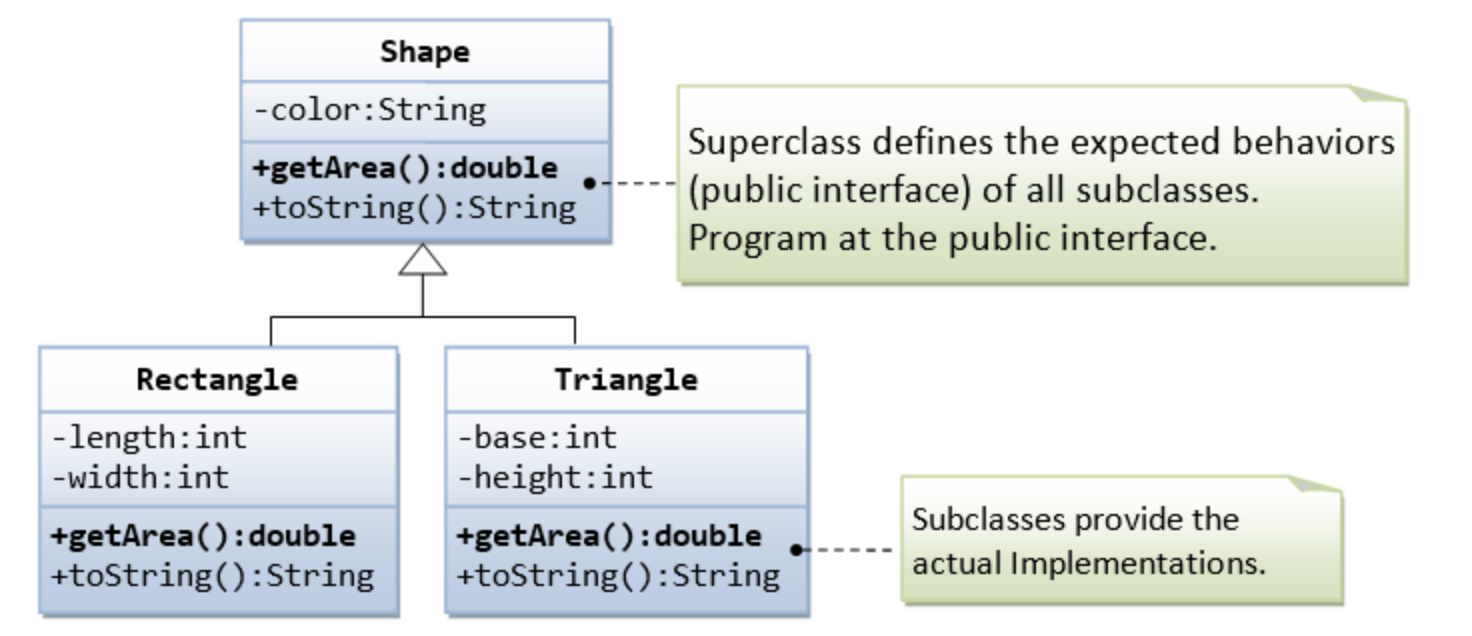 Shape
-color:String
+getArea():double
+toString():String
Superclass defines the expected behaviors
(public interface) of all subclasses.
Program at the public interface.
Rectangle
-length:int
-width:int
+getArea():double
+toString():String
Triangle
-base:int
-height:int
+getArea():double
+toString():String
Subclasses provide the
actual Implementations.